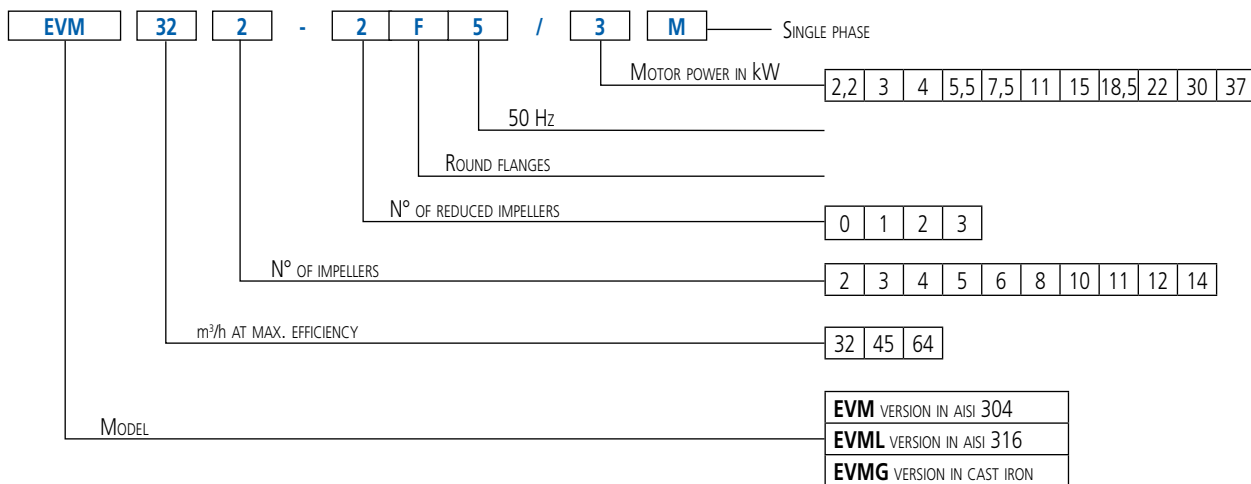 EVM 32 2 - 2 F 5 / 3 M SINGLE PHASE
MOTOR POWER IN kW 2,2 3 4 5,5 7,5 11 15 18,5 22 30 37
50 HZ
ROUND FLANGES
N° OF REDUCED IMPELLERS 0 1 2 3
N° OF IMPELLERS 2 3 4 5 6 8 10 11 12 14
m³/h AT MAX. EFFICIENCY 32 45 64
EVM VERSION IN AISI 304
MODEL EVML VERSION IN AISI 316
EVMG VERSION IN CAST IRON